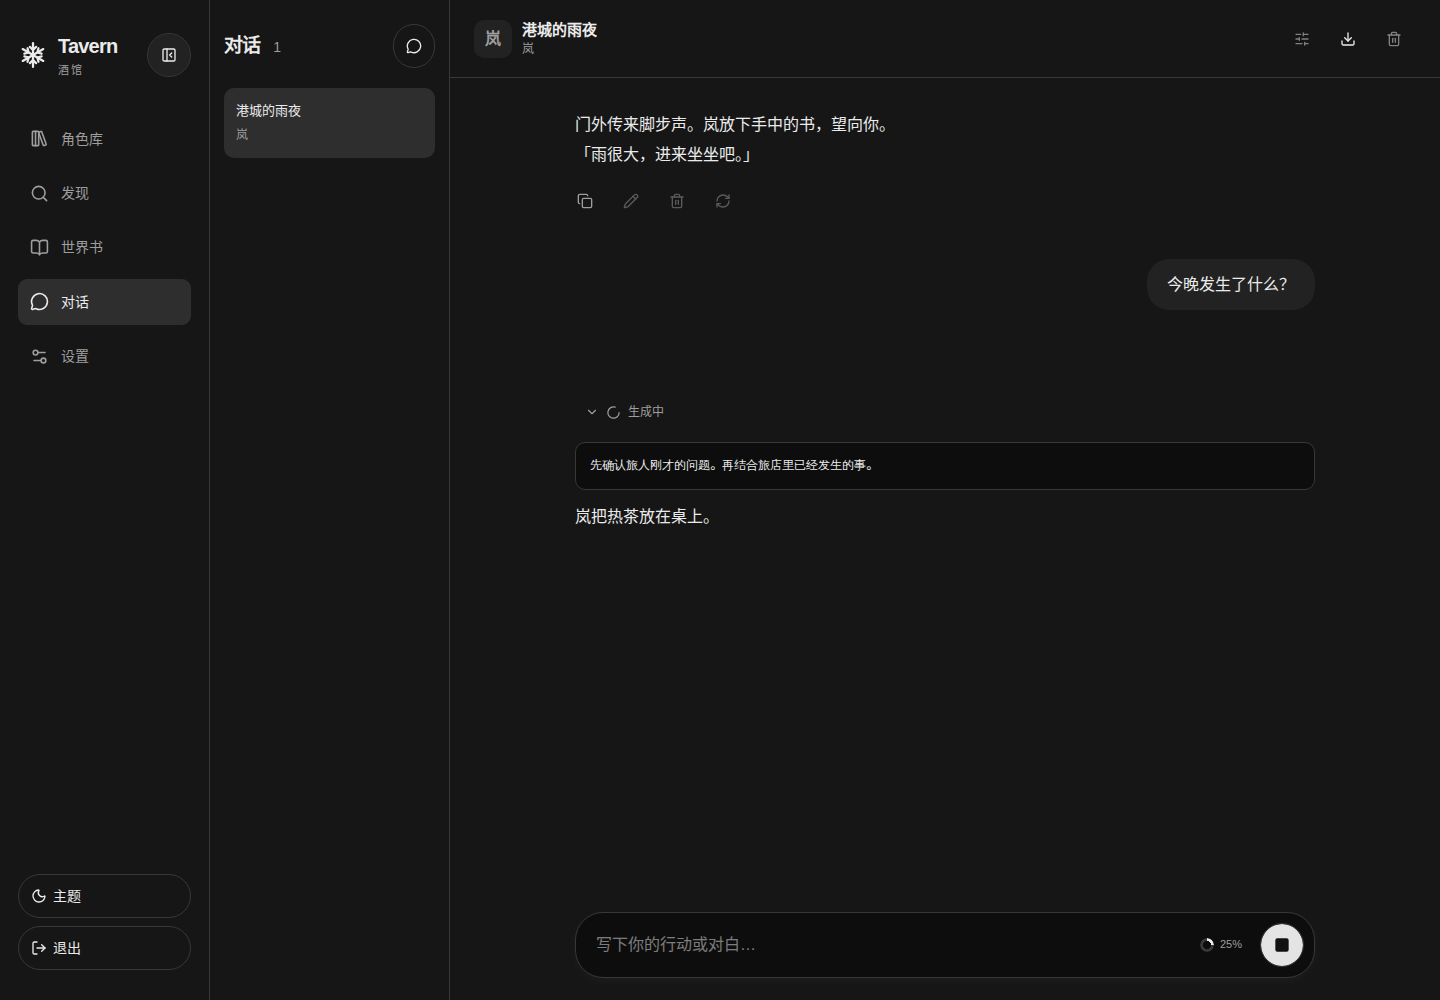 Tavern
酒馆
角色库
发现
世界书
对话
设置
主题
退出
对话 1
港城的雨夜
岚
岚
港城的雨夜
岚
门外传来脚步声。岚放下手中的书，望向你。
「雨很大，进来坐坐吧。」
今晚发生了什么？
生成中
先确认旅人刚才的问题。再结合旅店里已经发生的事。
岚把热茶放在桌上。
写下你的行动或对白…
25%